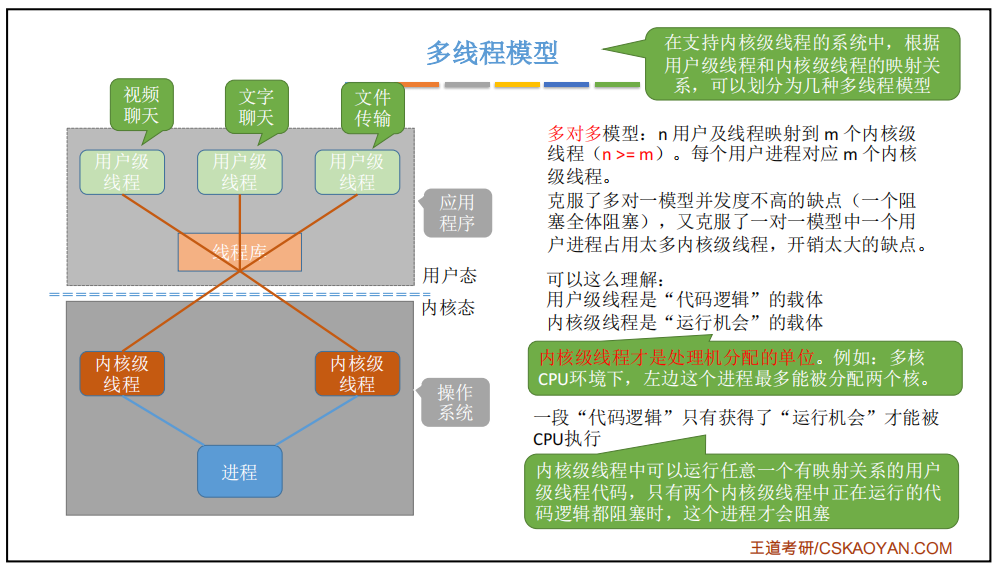 多线程模型
在支持内核级线程的系统中，根据
用户级线程和内核级线程的映射关
系，可以划分为几种多线程模型
视频
聊天
文字
聊天
文件
传输
用户级
线程
用户级
线程
用户级
线程
应用
程序
线程库
用户态
内核态
内核级
线程
内核级
线程
操作
系统
进程
多对多模型：n 用户及线程映射到 m 个内核级
线程（n >= m）。每个用户进程对应 m 个内核
级线程。
克服了多对一模型并发度不高的缺点（一个阻
塞全体阻塞），又克服了一对一模型中一个用
户进程占用太多内核级线程，开销太大的缺点。
可以这么理解：
用户级线程是“代码逻辑”的载体
内核级线程是“运行机会”的载体
内核级线程才是处理机分配的单位。例如：多核
CPU环境下，左边这个进程最多能被分配两个核。
一段“代码逻辑”只有获得了“运行机会”才能被
CPU执行
内核级线程中可以运行任意一个有映射关系的用户
级线程代码，只有两个内核级线程中正在运行的代
码逻辑都阻塞时，这个进程才会阻塞
王道考研/CSKAOYAN.COM